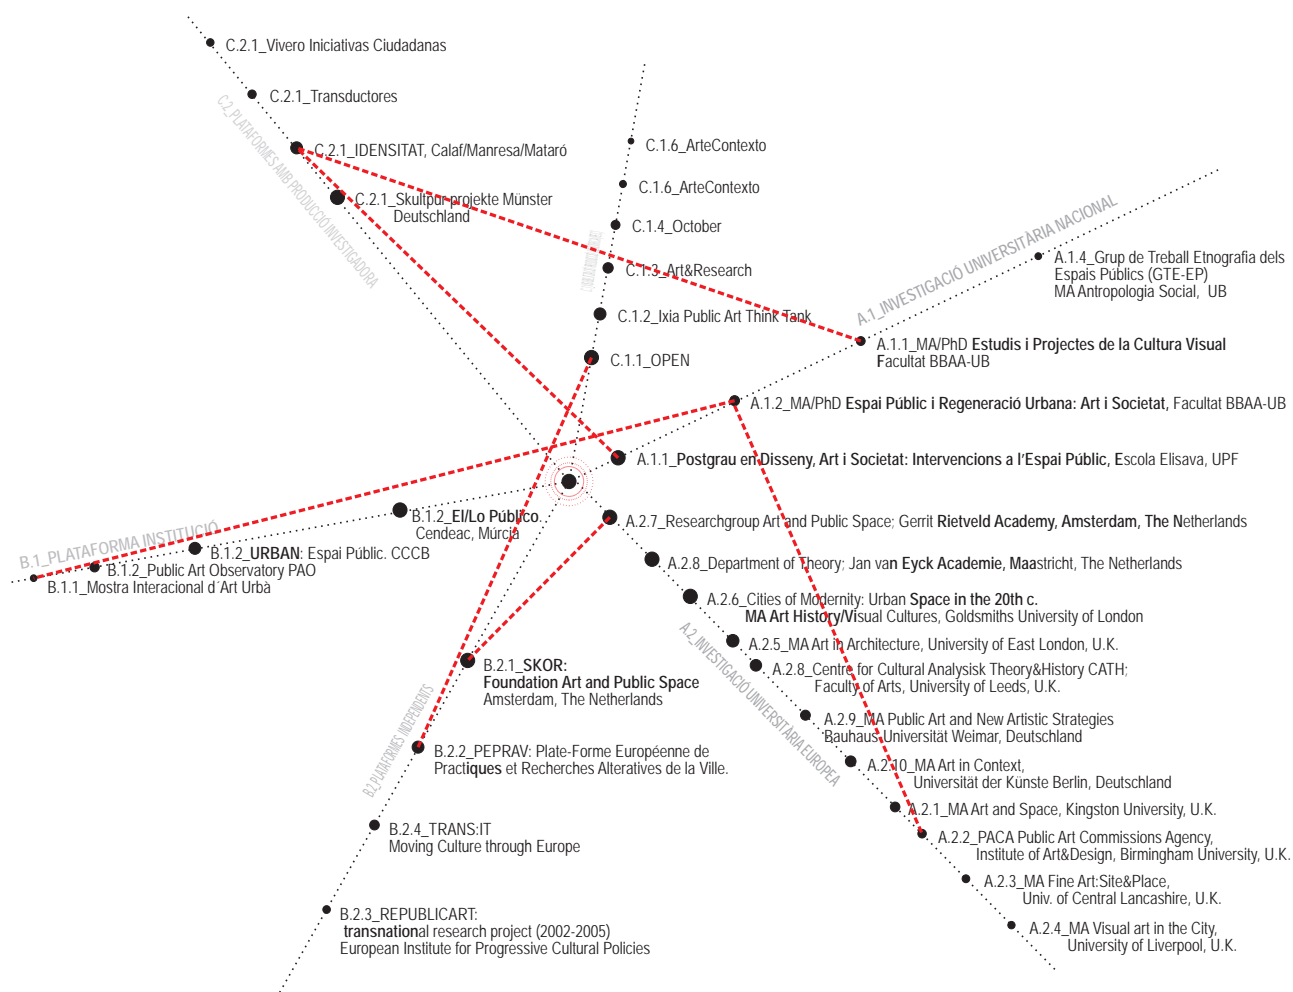 C.2.1_Vivero Iniciativas Ciudadanas
C.2.1_Transductores
C.2.1_IDENSITAT, Calaf/Manresa/Mataró
C.2.1_Skultpur projekte Münster
Deutschland
C.2_PLATAFORMES AMB PRODUCCIÓ INVESTIGADORA
C.1.6_ArteContexto
C.1.6_ArteContexto
C.1.4_October
C.1.3_Art&Research
C.1.2_Ixia Public Art Think Tank
C.1.1_OPEN
A.1_INVESTIGACIÓ UNIVERSITÀRIA NACIONAL
A.1.4_Grup de Treball Etnografia dels
Espais Públics (GTE-EP)
MA Antropologia Social, UB
A.1.1_MA/PhD Estudis i Projectes de la Cultura Visual
Facultat BBAA-UB
A.1.2_MA/PhD Espai Públic i Regeneració Urbana: Art i Societat, Facultat BBAA-UB
A.1.1_Postgrau en Disseny, Art i Societat: Intervencions a l'Espai Públic, Escola Elisava, UPF
B.1_PLATAFORMA INSTITUCIÓ
B.1.2_El/Lo Público.
Cendeac, Múrcia
B.1.2_URBAN: Espai Públic. CCCB
B.1.2_Public Art Observatory PAO
B.1.1_Mostra Interacional d´Art Urbà
A.2.7_Researchgroup Art and Public Space; Gerrit Rietveld Academy, Amsterdam, The Netherlands
A.2.8_Department of Theory; Jan van Eyck Academie, Maastricht, The Netherlands
A.2.6_Cities of Modernity: Urban Space in the 20th c.
MA Art History/Visual Cultures, Goldsmiths University of London
A.2.5_MA Art in Architecture, University of East London, U.K.
A.2.8_Centre for Cultural Analysisk Theory&History CATH;
Faculty of Arts, University of Leeds, U.K.
A.2.9_MA Public Art and New Artistic Strategies
Bauhaus Universität Weimar, Deutschland
A.2.10_MA Art in Context,
Universität der Künste Berlin, Deutschland
A.2.1_MA Art and Space, Kingston University, U.K.
A.2.2_PACA Public Art Commissions Agency,
Institute of Art&Design, Birmingham University, U.K.
A.2.3_MA Fine Art:Site&Place,
Univ. of Central Lancashire, U.K.
A.2.4_MA Visual art in the City,
University of Liverpool, U.K.
A.2_INVESTIGACIÓ UNIVERSITÀRIA EUROPEA
B.2.1_SKOR:
Foundation Art and Public Space
Amsterdam, The Netherlands
B.2_PLATAFORMES INDEPENDENTS
B.2.2_PEPRAV: Plate-Forme Européenne de
Practiques et Recherches Alteratives de la Ville.
B.2.4_TRANS:IT
Moving Culture through Europe
B.2.3_REPUBLICART:
transnational research project (2002-2005)
European Institute for Progressive Cultural Policies